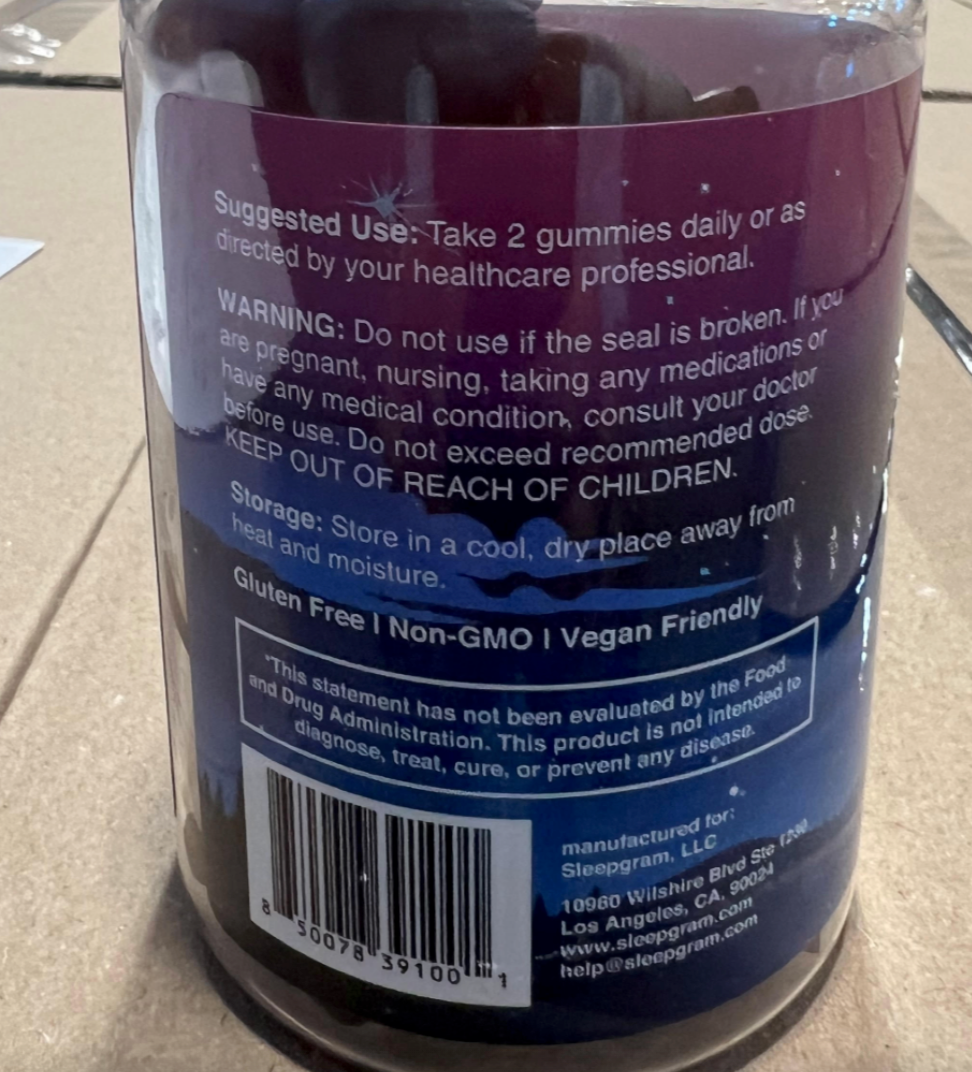 Suggested Use: Take 2 gummies daily or as
directed by your healthcare professional.
WARNING: Do not use if the seal is broken. If you
are pregnant, nursing, taking any medications or
have any medical condition, consult your doctor
before use. Do not exceed recommended dose.
KEEP OUT OF REACH OF CHILDREN.
Storage: Store in a cool, dry place away from
heat and moisture.
Gluten Free | Non-GMO | Vegan Friendly
*This statement has not been evaluated by the Food
and Drug Administration. This product is not intended to
diagnose, treat, cure, or prevent any disease.
manufactured for:
Sleepgram, LLC
10960 Wilshire Blvd Ste 1230
Los Angeles, CA, 90024
www.sleepgram.com
help@sleepgram.com
8 50078 39100 1